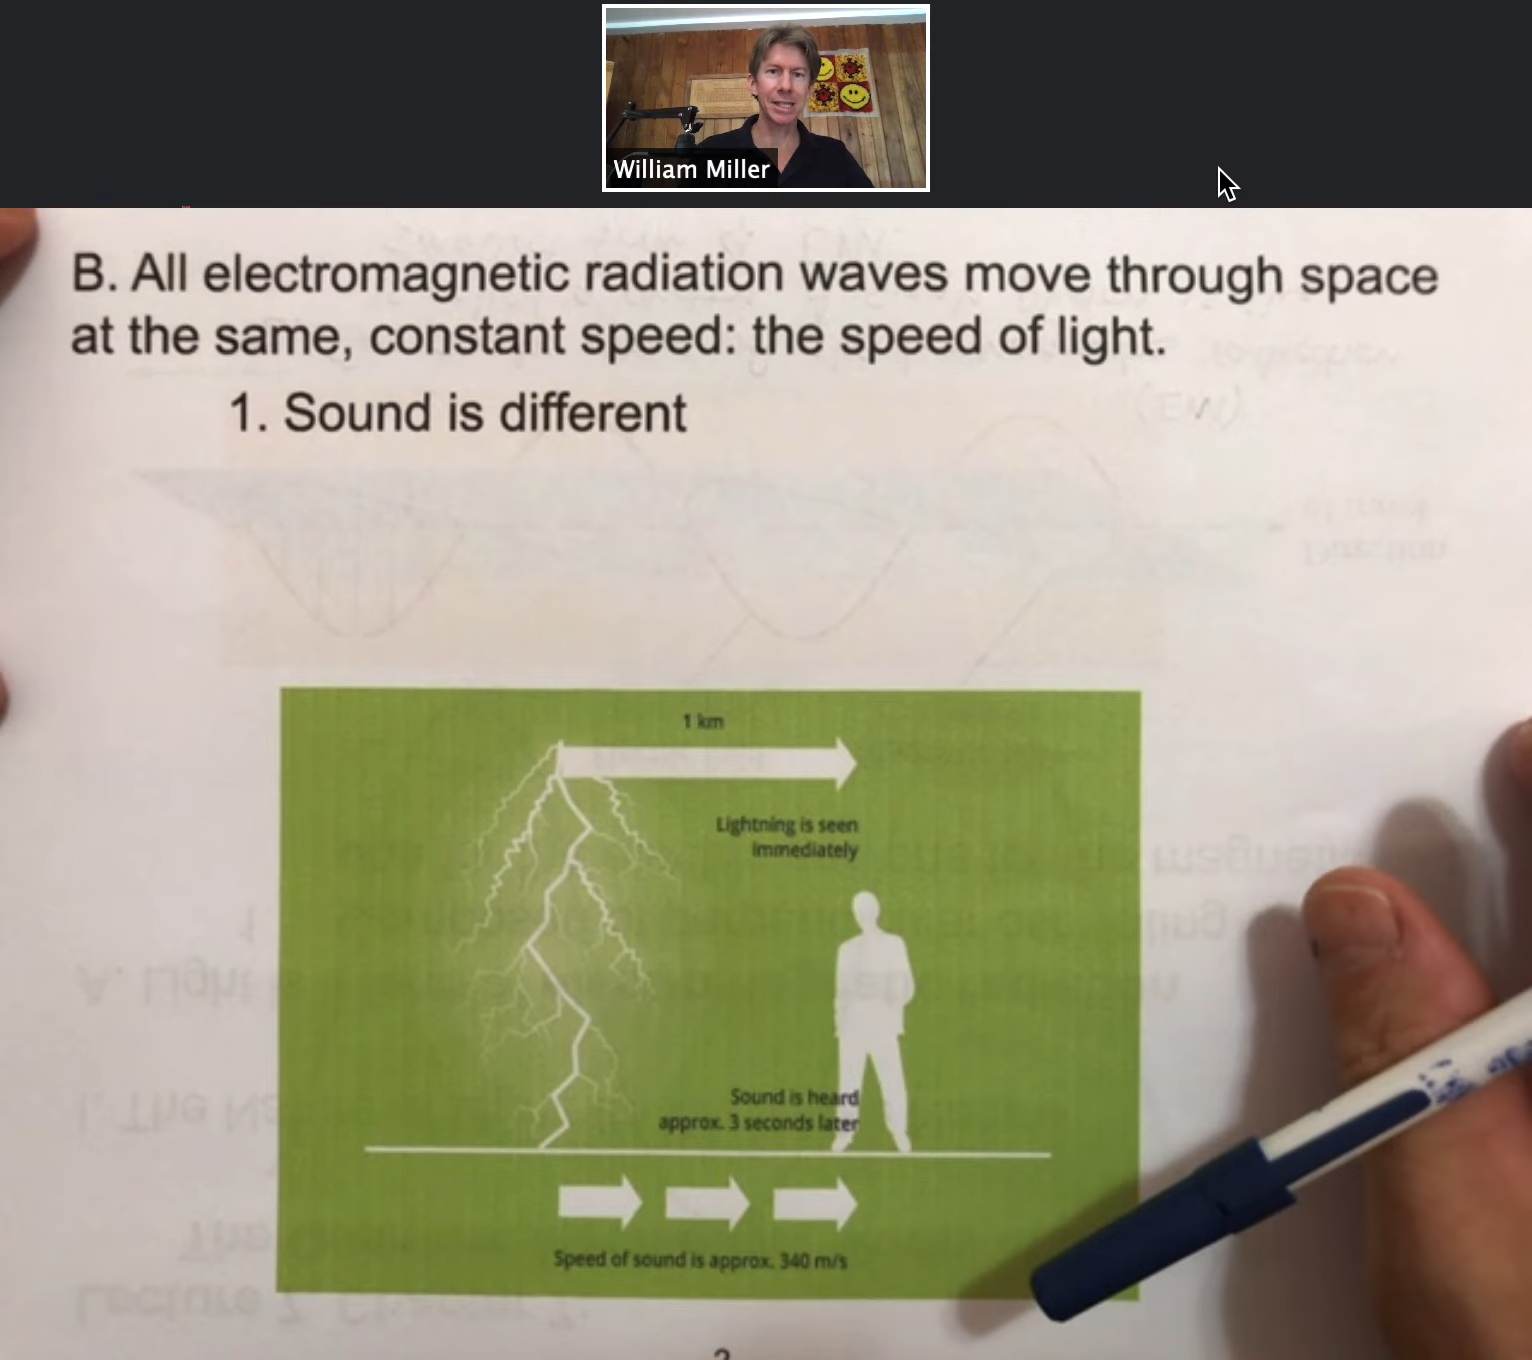 William Miller
B. All electromagnetic radiation waves move through space
at the same, constant speed: the speed of light.
1. Sound is different
1 km
Lightning is seen
immediately
Sound is heard
approx. 3 seconds later
Speed of sound is approx. 340 m/s